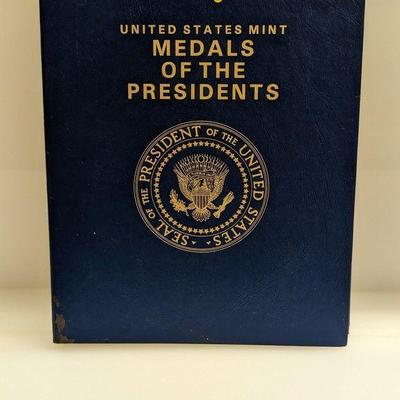 UNITED STATES MINT
MEDALS
OF THE
PRESIDENTS
SEAL OF THE PRESIDENT OF THE UNITED STATES